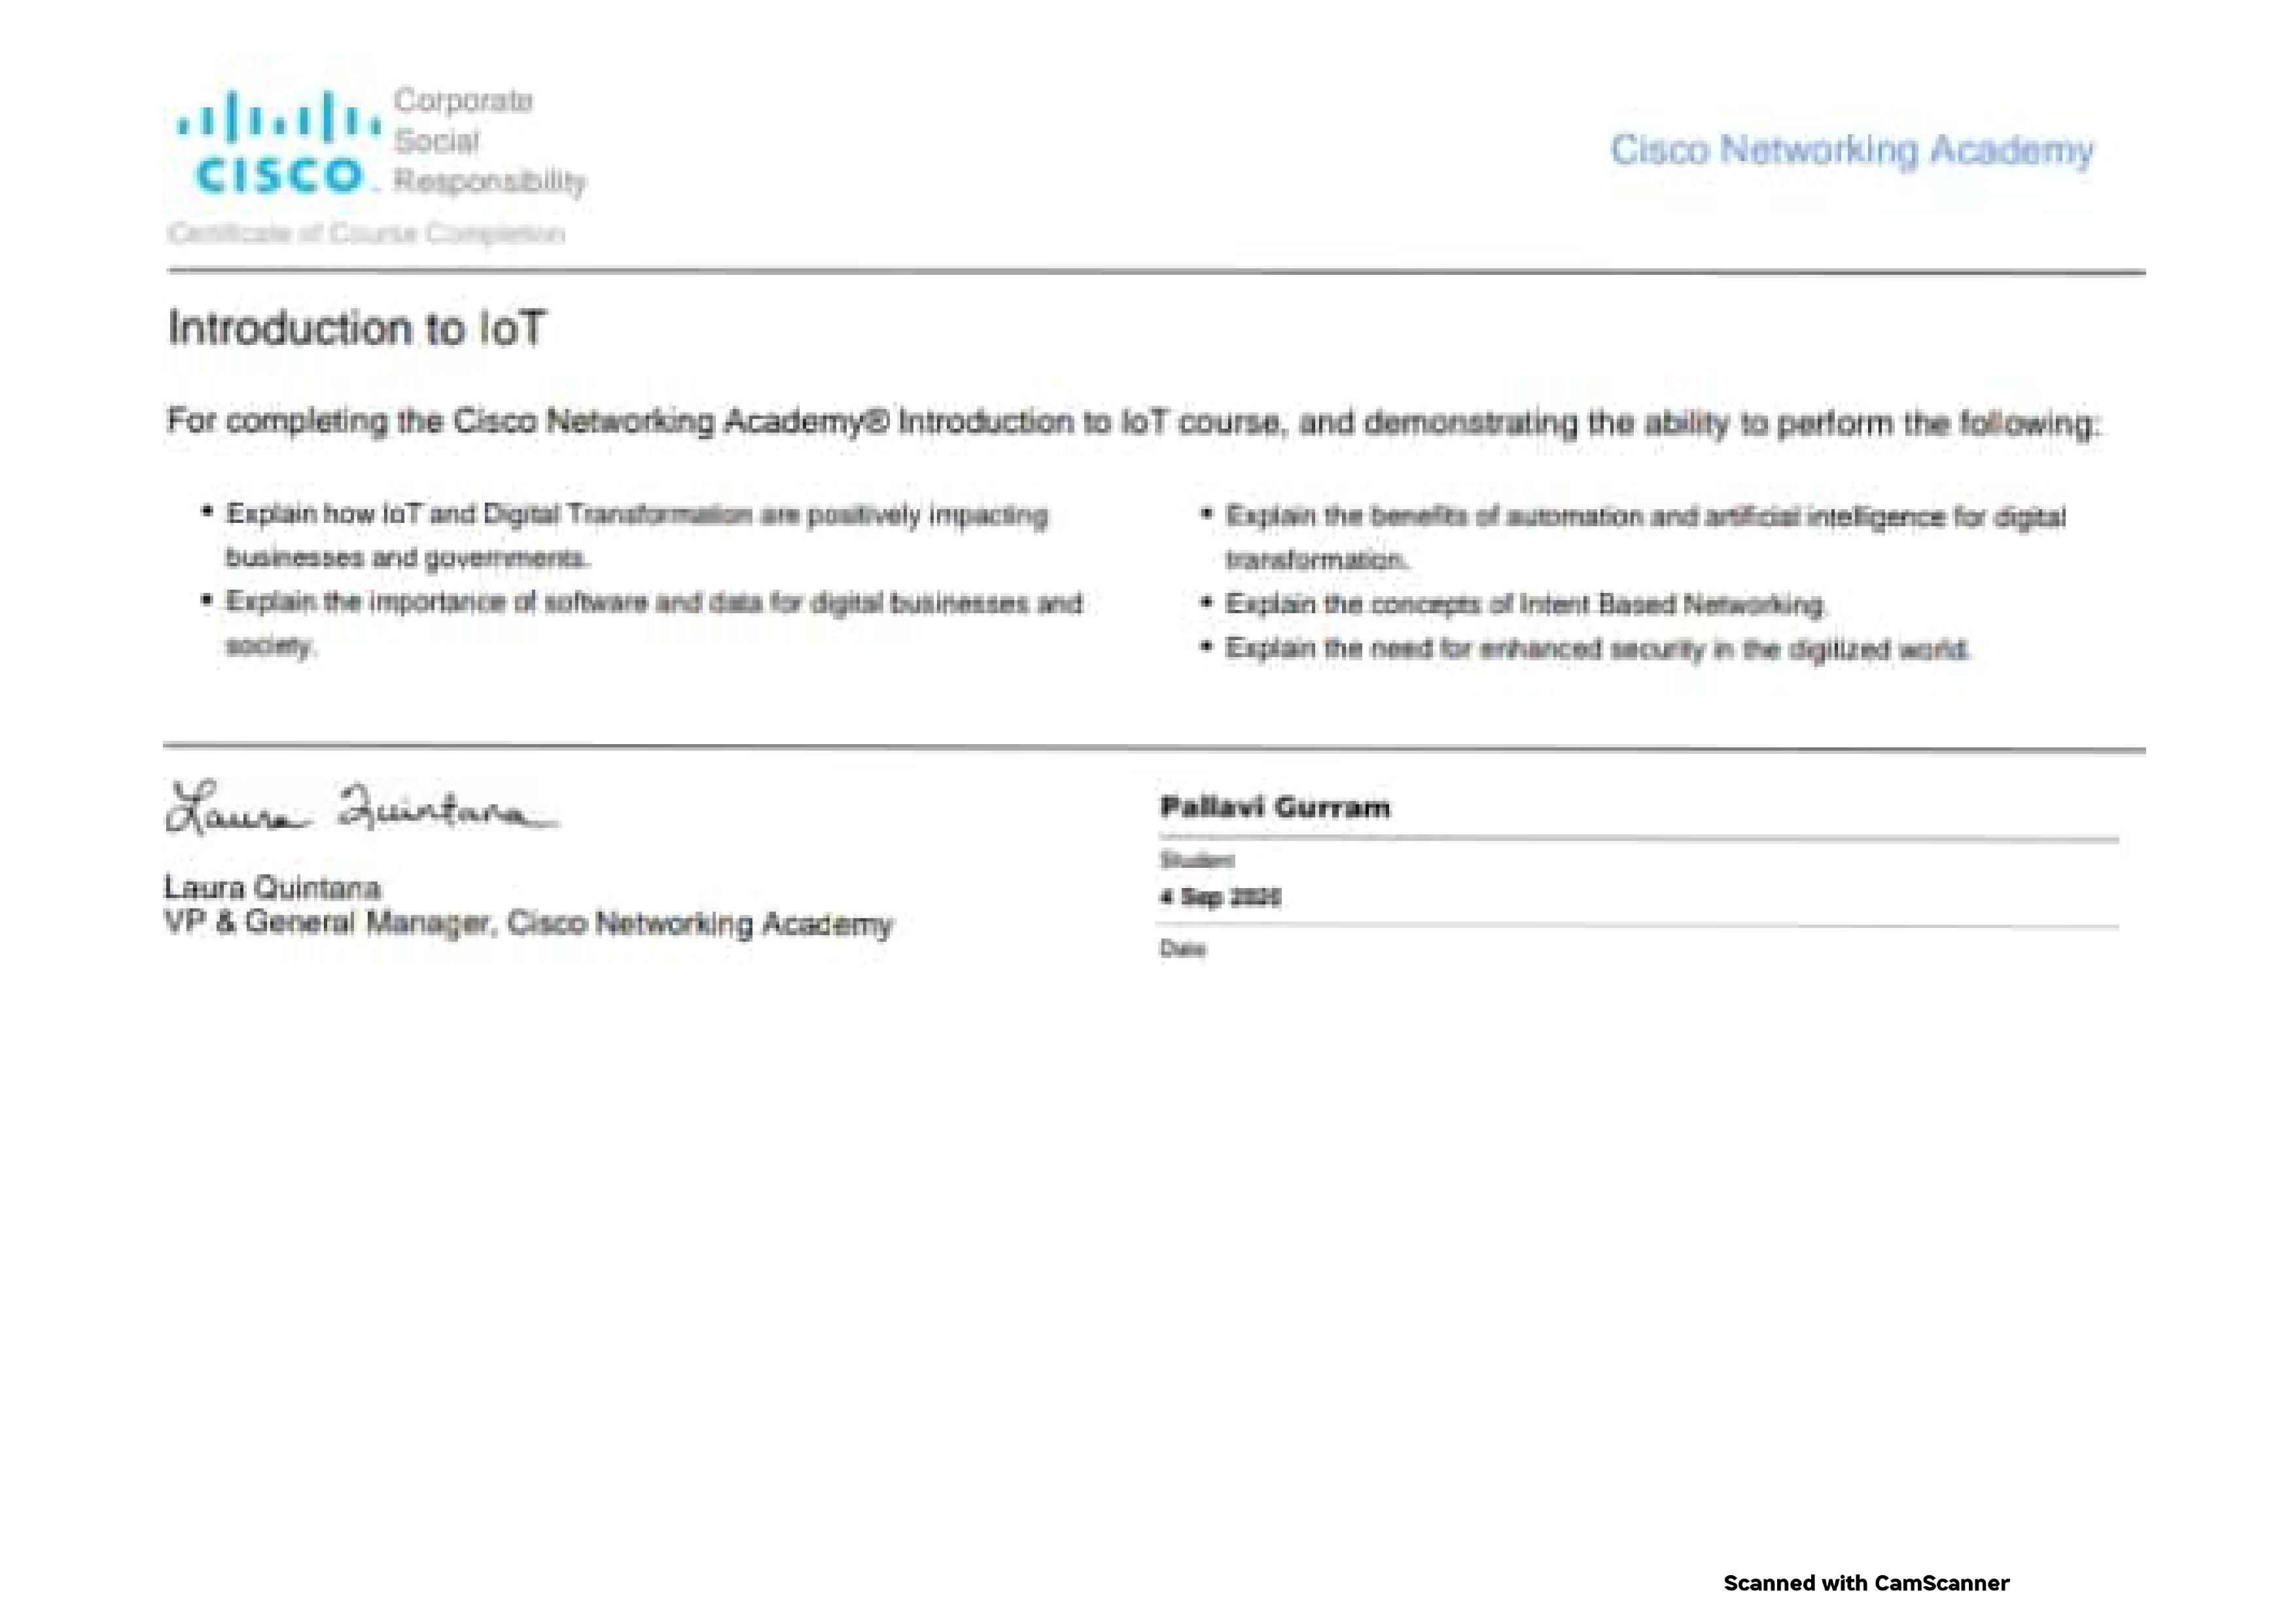 Corporate
Social
Responsibility
CISCO
Cisco Networking Academy
Certificate of Course Completion
Introduction to IoT
For completing the Cisco Networking Academy® Introduction to IoT course, and demonstrating the ability to perform the following:
• Explain how IoT and Digital Transformation are positively impacting
businesses and governments.
• Explain the importance of software and data for digital businesses and
society.
• Explain the benefits of automation and artificial intelligence for digital
transformation.
• Explain the concepts of Intent Based Networking.
• Explain the need for enhanced security in the digitized world.
Laura Quintana
Laura Quintana
VP & General Manager, Cisco Networking Academy
Pallavi Gurram
Student
4 Sep
Date
Scanned with CamScanner